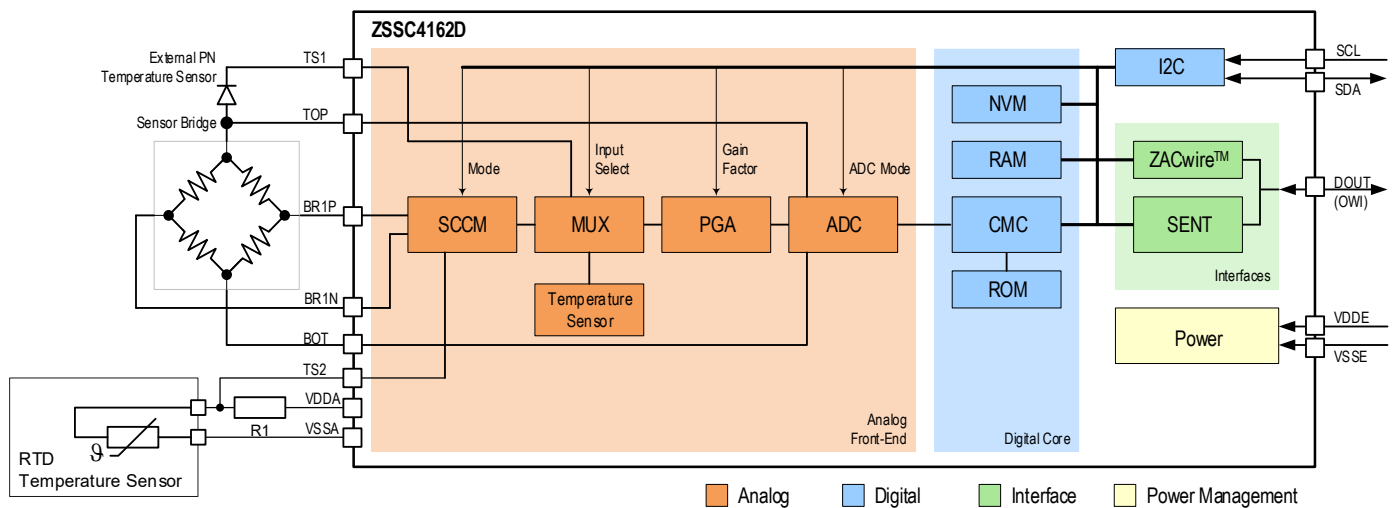 ZSSC4162D
External PN
Temperature Sensor
TS1
Sensor Bridge
TOP
BR1P
BR1N
BOT
TS2
VDDA
R1
VSSA
ϑ
RTD
Temperature Sensor
Mode
Input
Select
Gain
Factor
ADC Mode
SCCM
MUX
PGA
ADC
Temperature
Sensor
Analog
Front-End
NVM
RAM
CMC
ROM
Digital Core
I2C
ZACwire™
SENT
Interfaces
Power
SCL
SDA
DOUT
(OWI)
VDDE
VSSE
Analog
Digital
Interface
Power Management